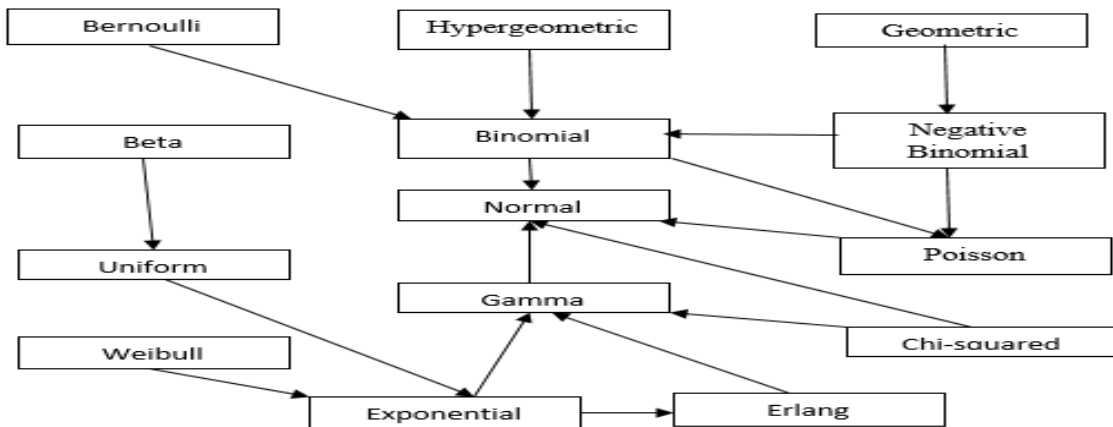 Bernoulli
Hypergeometric
Geometric
Beta
Binomial
Negative
Binomial
Normal
Uniform
Poisson
Gamma
Weibull
Chi-squared
Exponential
Erlang